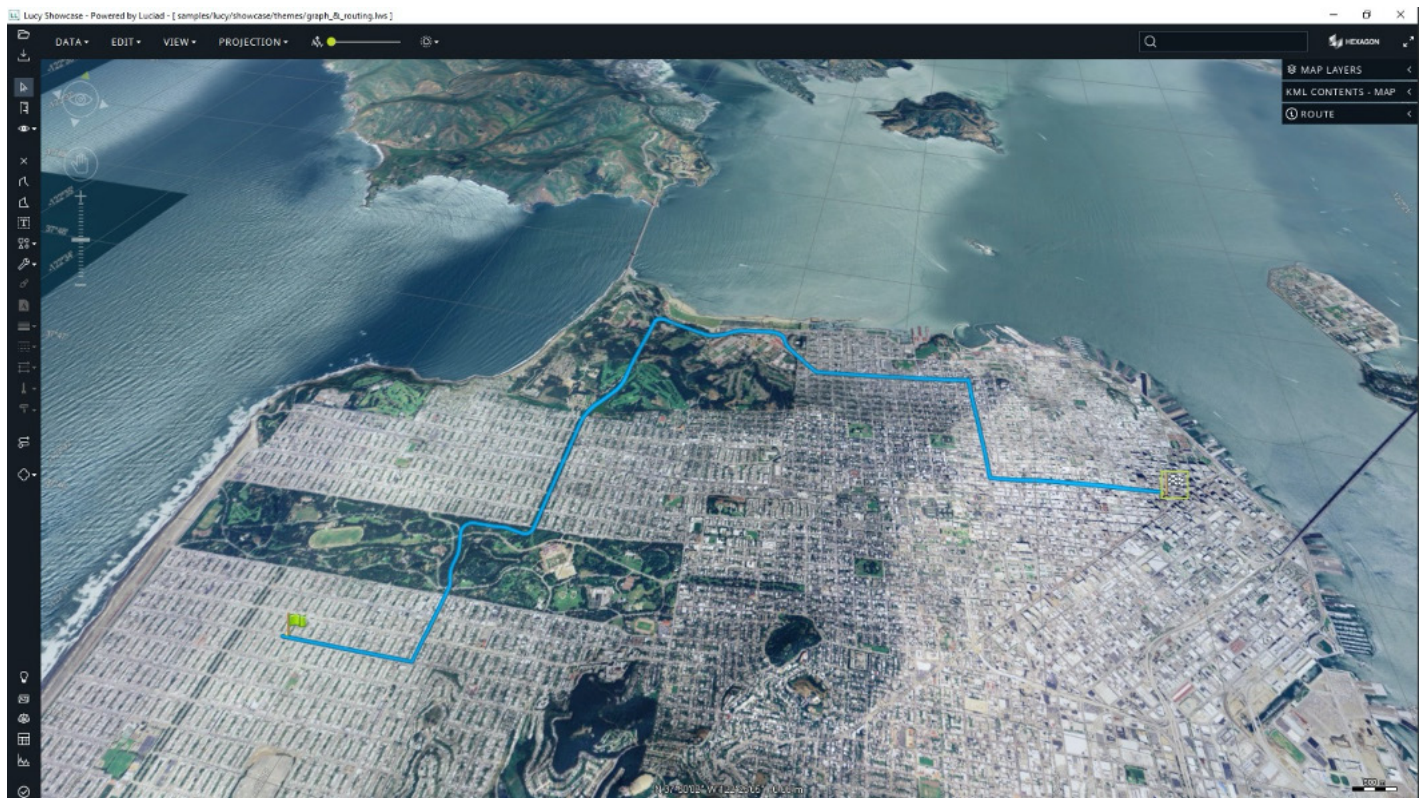 Lucy Showcase - Powered by Luciad - [ samples/lucy/showcase/themes/graph_&_routing.lws ]
DATA EDIT VIEW PROJECTION
HEXAGON
MAP LAYERS
KML CONTENTS - MAP
ROUTE
T